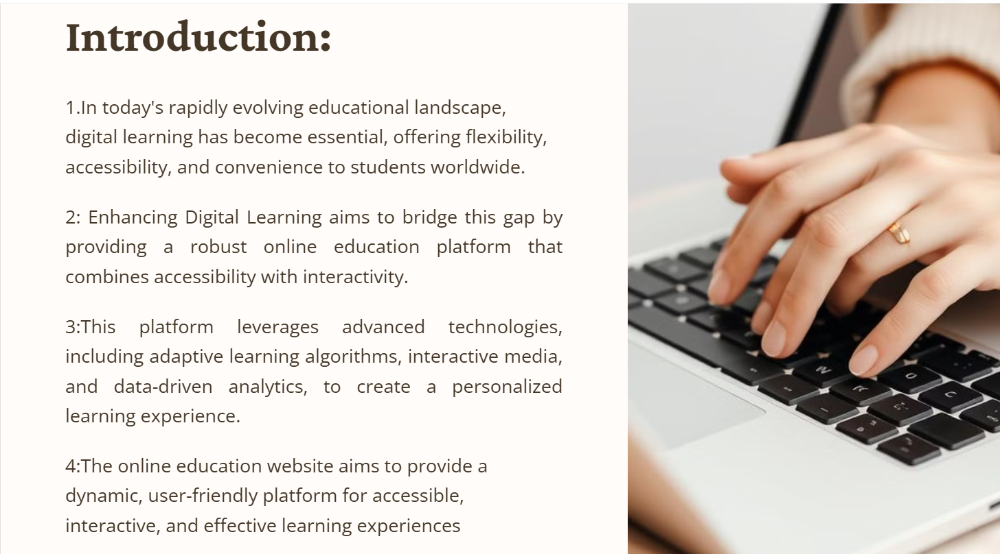 Introduction:
1.In today's rapidly evolving educational landscape,
digital learning has become essential, offering flexibility,
accessibility, and convenience to students worldwide.
2: Enhancing Digital Learning aims to bridge this gap by
providing a robust online education platform that
combines accessibility with interactivity.
3:This platform leverages advanced technologies,
including adaptive learning algorithms, interactive media,
and data-driven analytics, to create a personalized
learning experience.
4:The online education website aims to provide a
dynamic, user-friendly platform for accessible,
interactive, and effective learning experiences